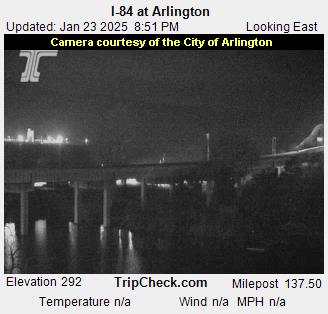 I-84 at Arlington
Updated: Jan 23 2025 8:51 PM Looking East
Camera courtesy of the City of Arlington
Elevation 292 TripCheck.com Milepost 137.50
Temperature n/a Wind n/a MPH n/a